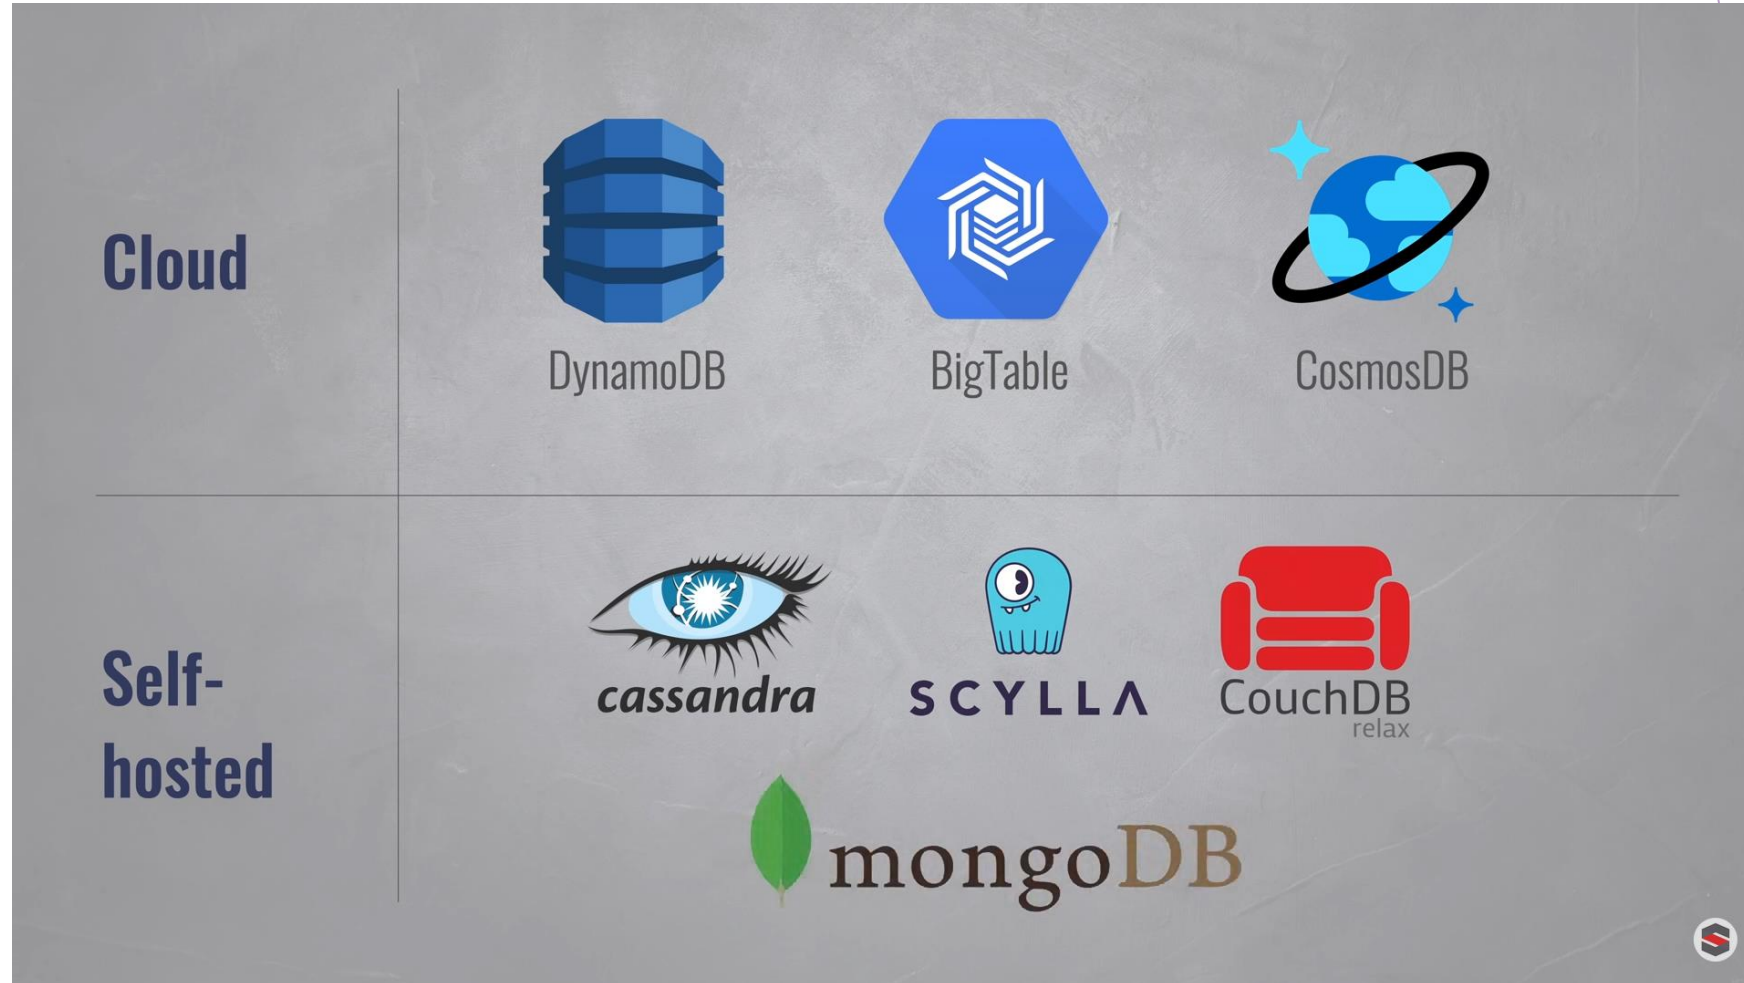 Cloud
DynamoDB
BigTable
CosmosDB
Self-
hosted
cassandra
SCYLLA
CouchDB
relax
mongoDB